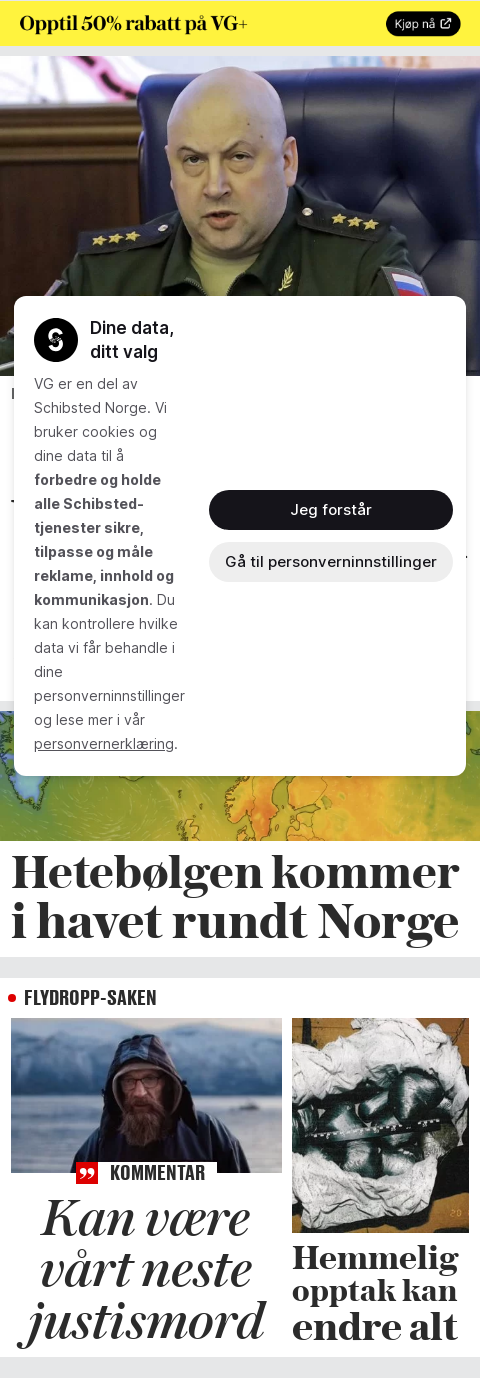 Opptil 50% rabatt på VG+
Kjøp nå
Dine data,
ditt valg
VG er en del av
Schibsted Norge. Vi
bruker cookies og
dine data til å
forbedre og holde
alle Schibsted-
tjenester sikre,
tilpasse og måle
reklame, innhold og
kommunikasjon. Du
kan kontrollere hvilke
data vi får behandle i
dine
personverninnstillinger
og lese mer i vår
personvernerklæring.
Jeg forstår
Gå til personverninnstillinger
Hetebølgen kommer
i havet rundt Norge
FLYDROPP-SAKEN
KOMMENTAR
Kan være
vårt neste
justismord
Hemmelig
opptak kan
endre alt